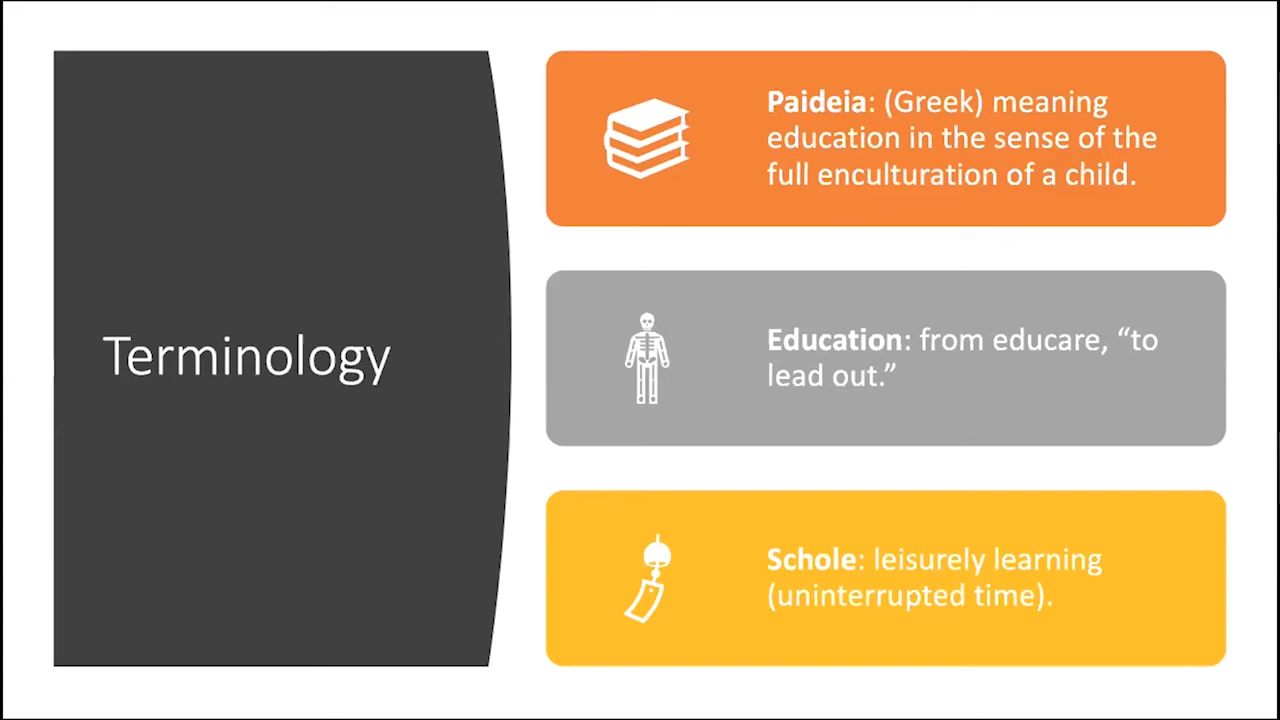 Terminology
Paideia: (Greek) meaning
education in the sense of the
full enculturation of a child.
Education: from educare, “to
lead out.”
Schole: leisurely learning
(uninterrupted time).